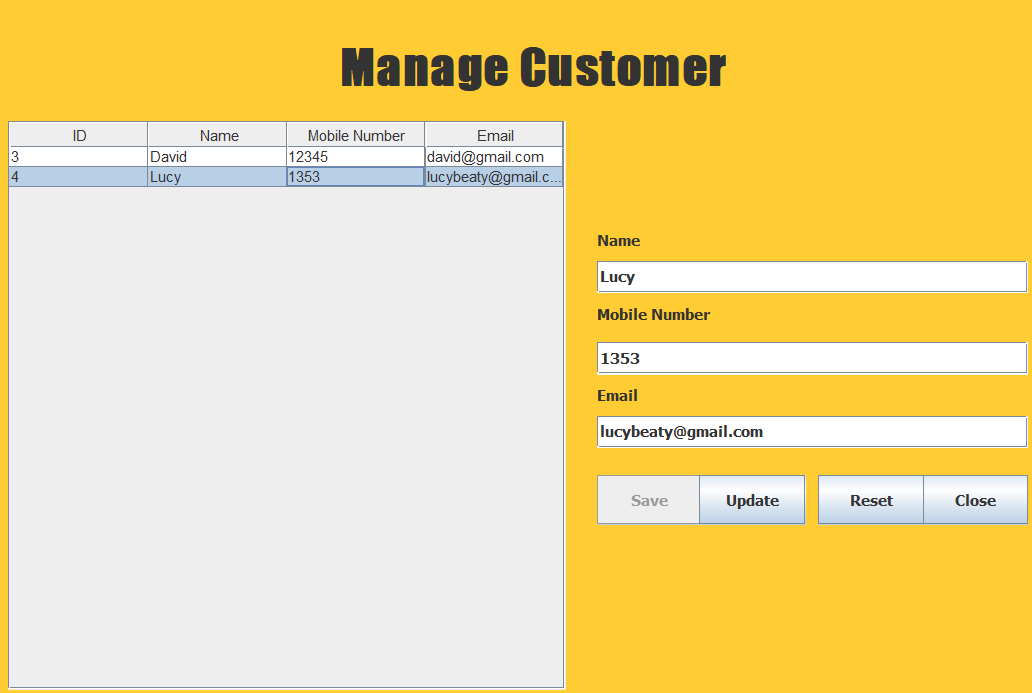 Manage Customer
ID Name Mobile Number Email
3 David 12345 david@gmail.com
4 Lucy 1353 lucybeaty@gmail.c...
Name
Lucy
Mobile Number
1353
Email
lucybeaty@gmail.com
Save Update Reset Close